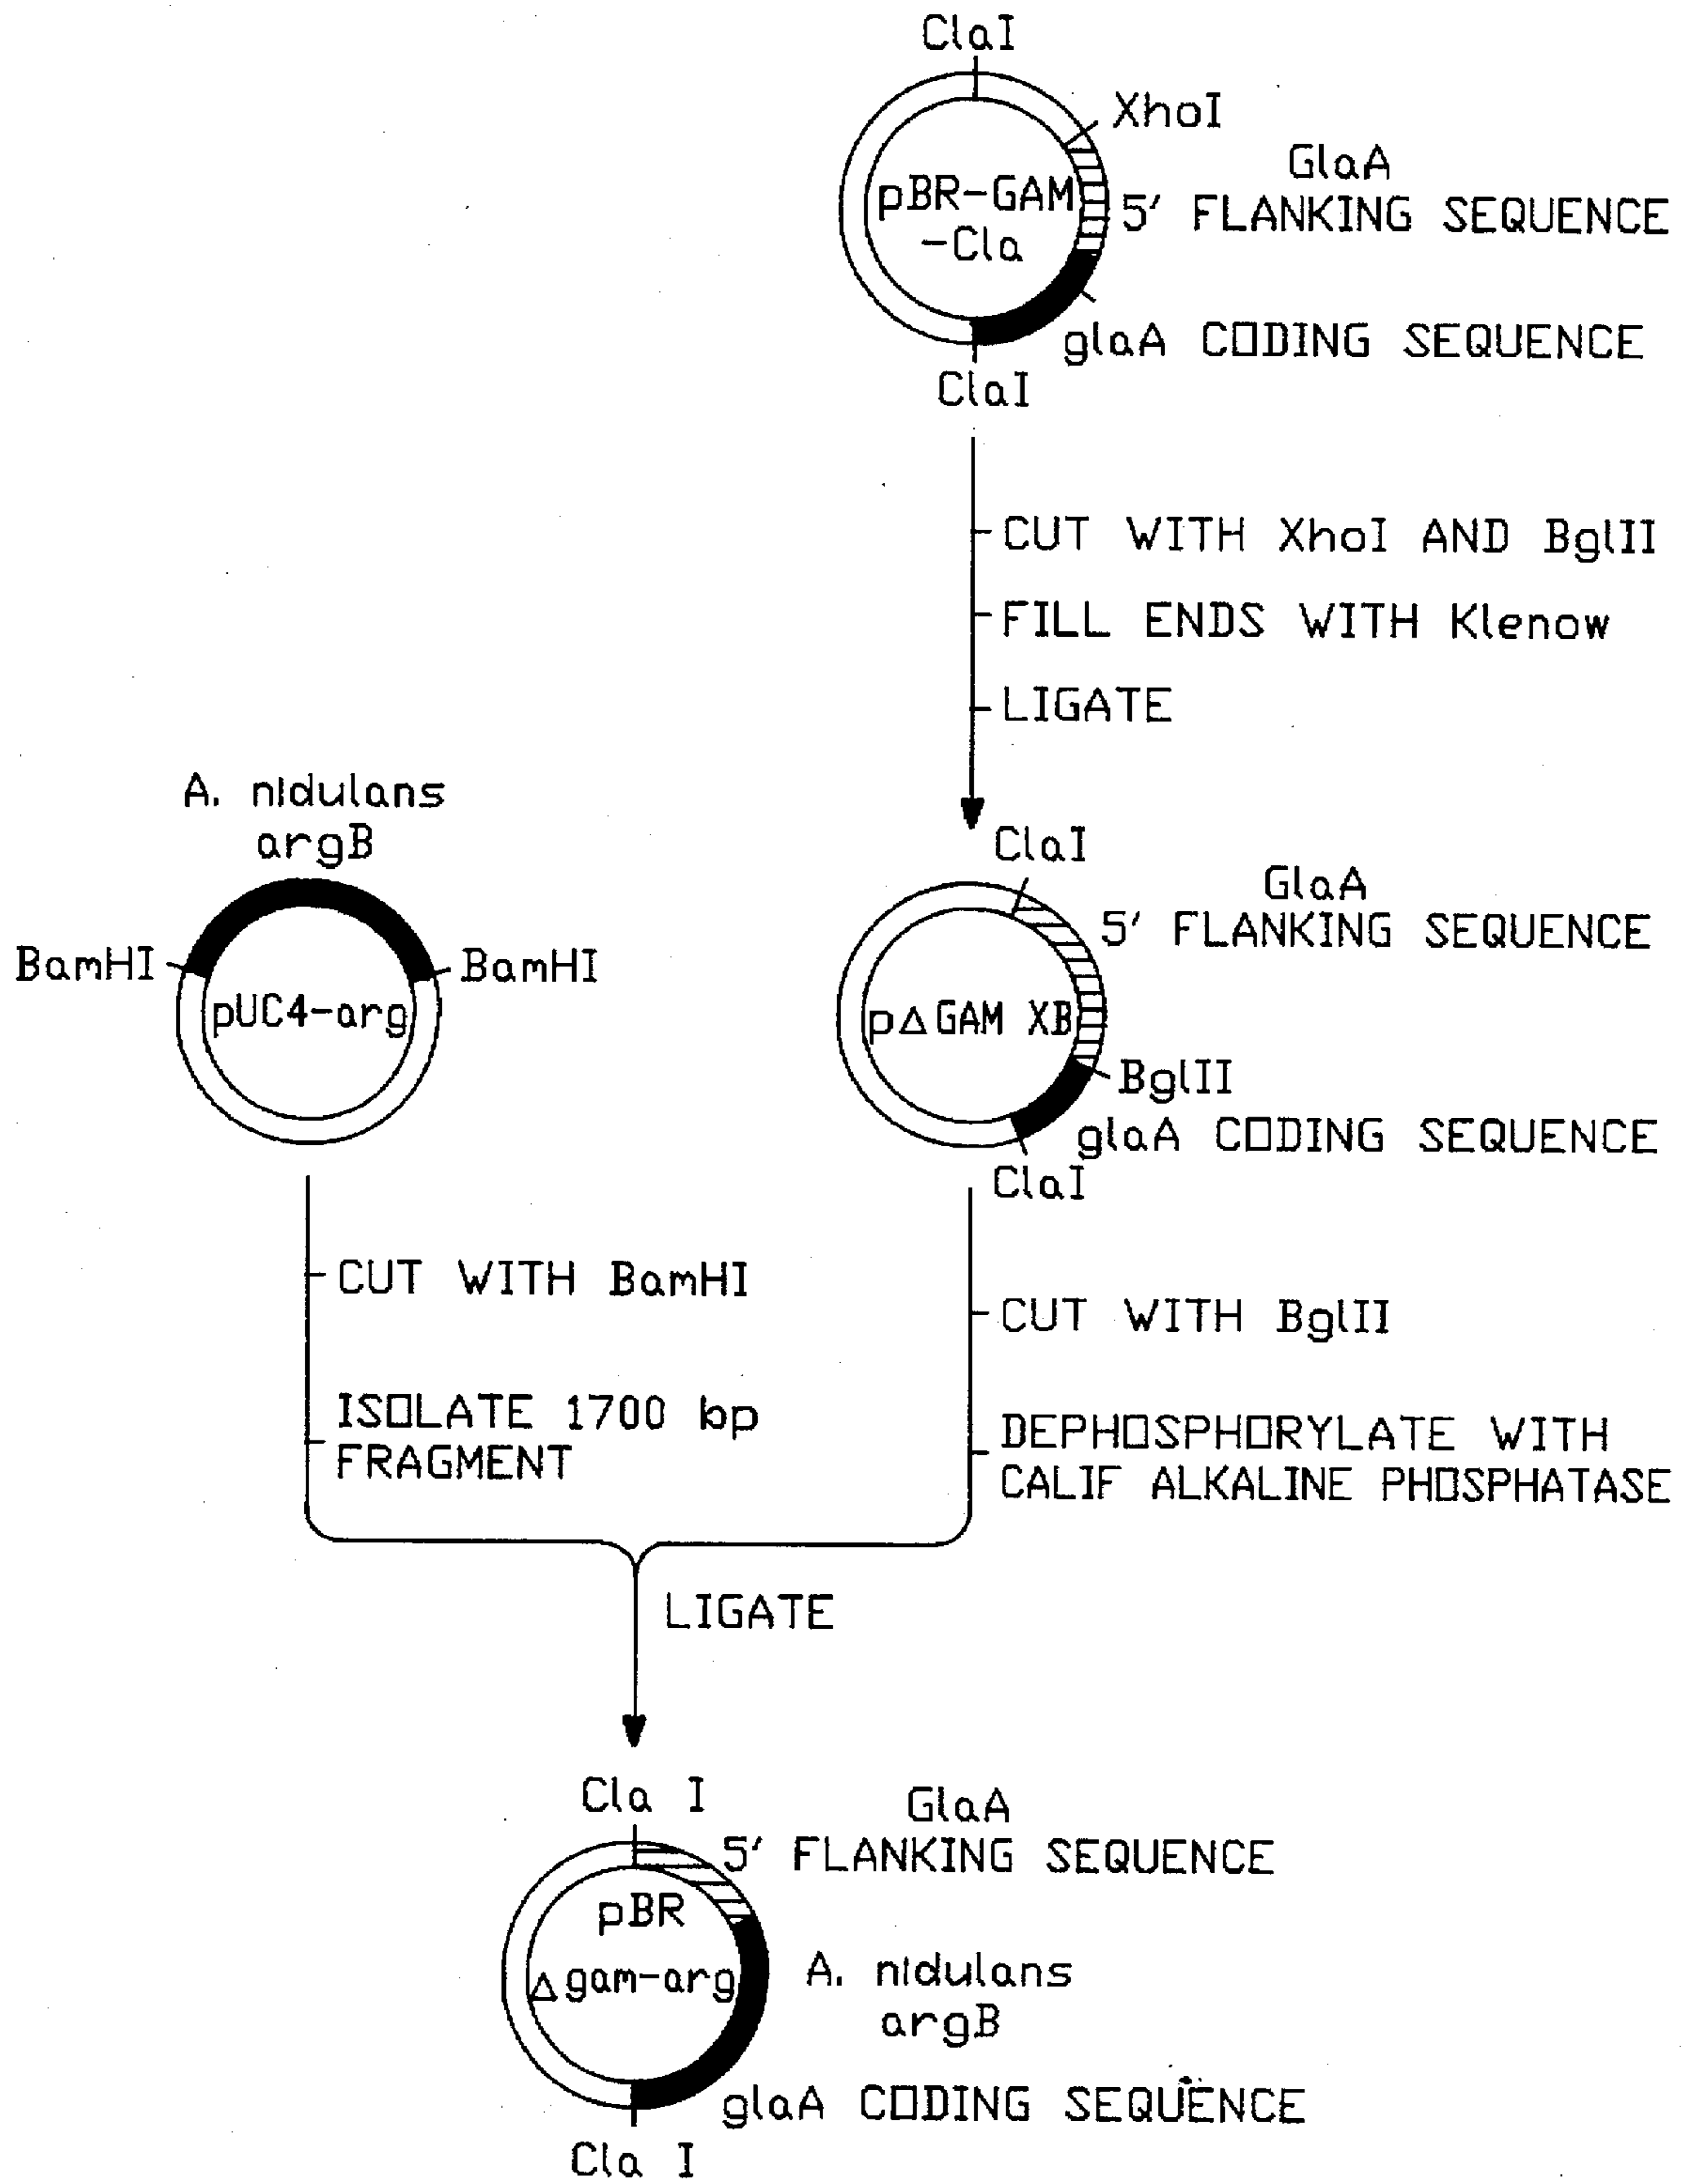 ClaI
XhoI
GlaA
5' FLANKING SEQUENCE
pBR-GAM
-Cla
glaA CODING SEQUENCE
ClaI
CUT WITH XhoI AND BglII
FILL ENDS WITH Klenow
LIGATE
A. nidulans
argB
BamHI
BamHI
pUC4-arg
ClaI
GlaA
5' FLANKING SEQUENCE
p△GAM XB
BglII
glaA CODING SEQUENCE
ClaI
CUT WITH BamHI
ISOLATE 1700 bp
FRAGMENT
CUT WITH BglII
DEPHOSPHORYLATE WITH
CALIF ALKALINE PHOSPHATASE
LIGATE
Cla I
GlaA
5' FLANKING SEQUENCE
pBR
△gam-arg
A. nidulans
argB
glaA CODING SEQUENCE
Cla I